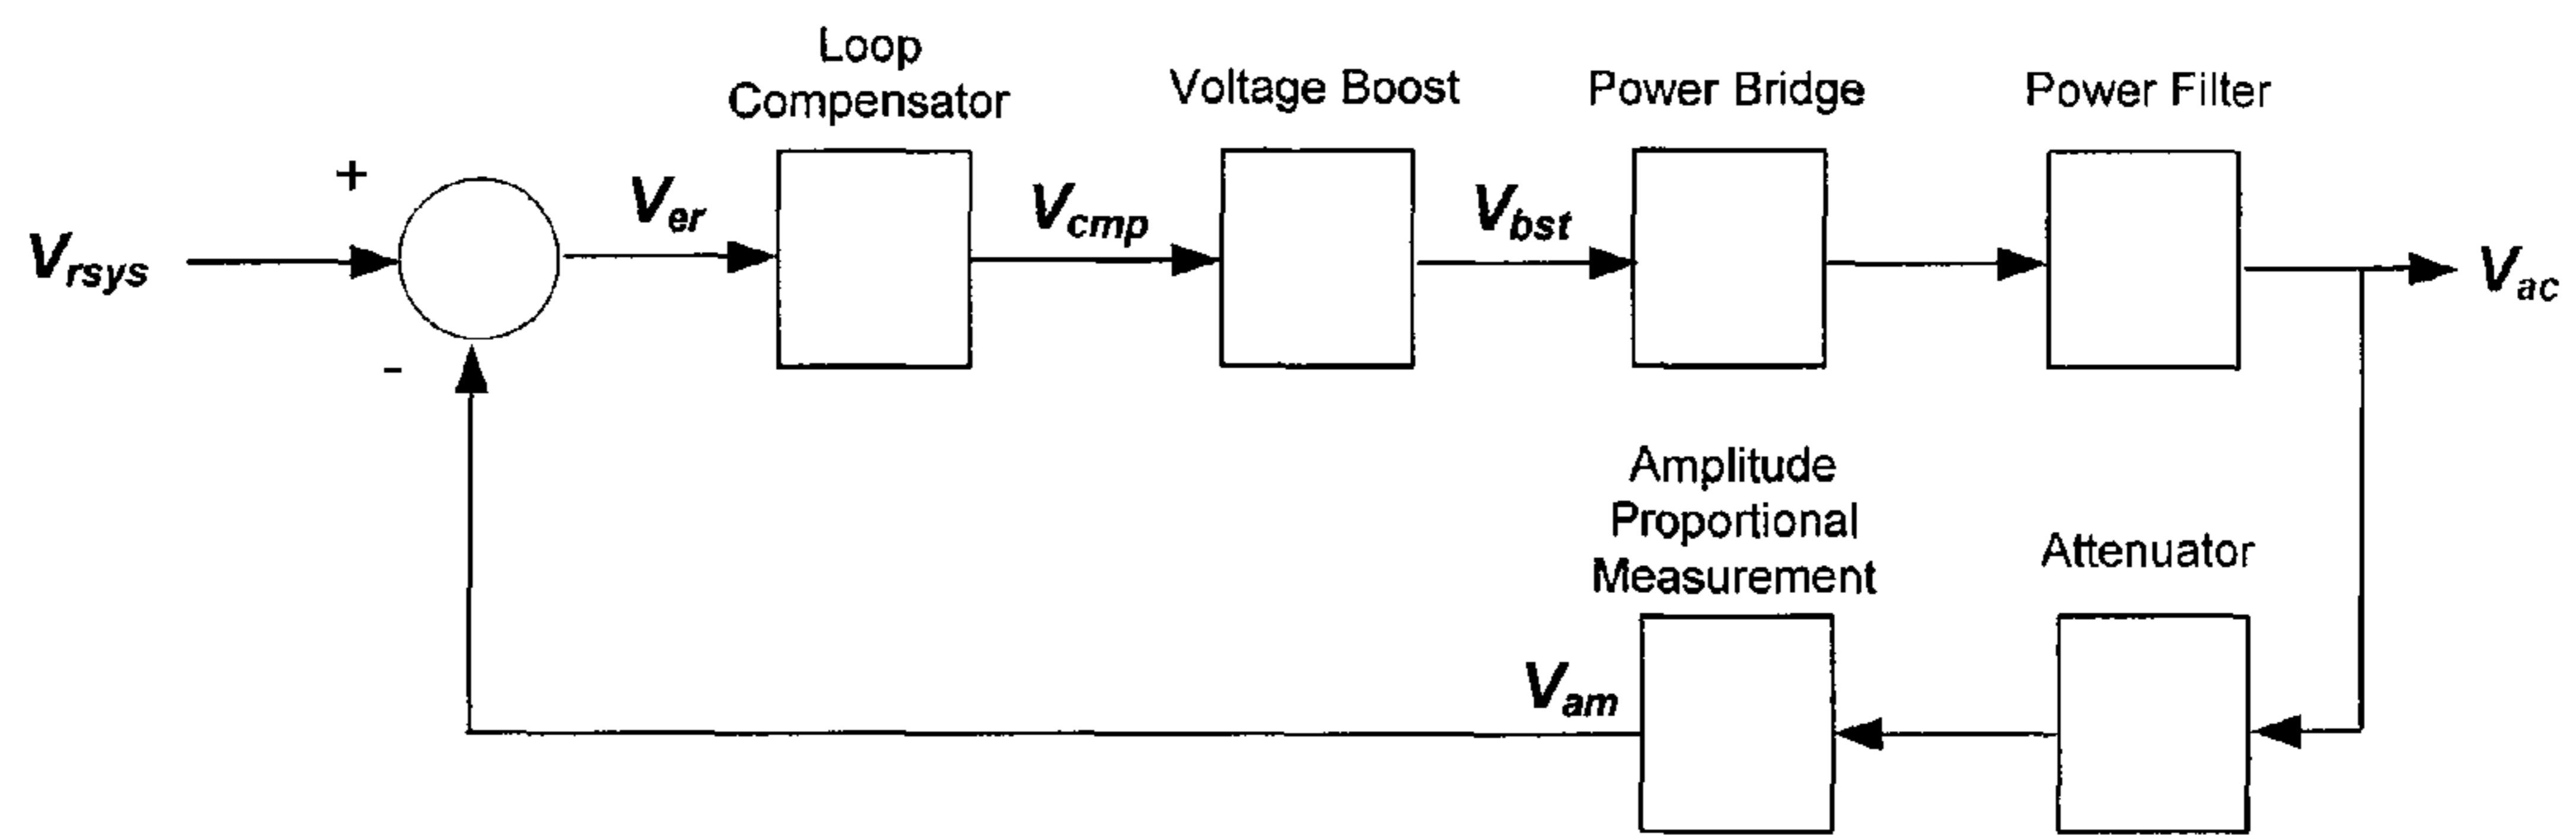 Loop
Compensator
Voltage Boost
Power Bridge
Power Filter
+
Vrsys
Ver
Vcmp
Vbst
Vac
-
Amplitude
Proportional
Measurement
Attenuator
Vam